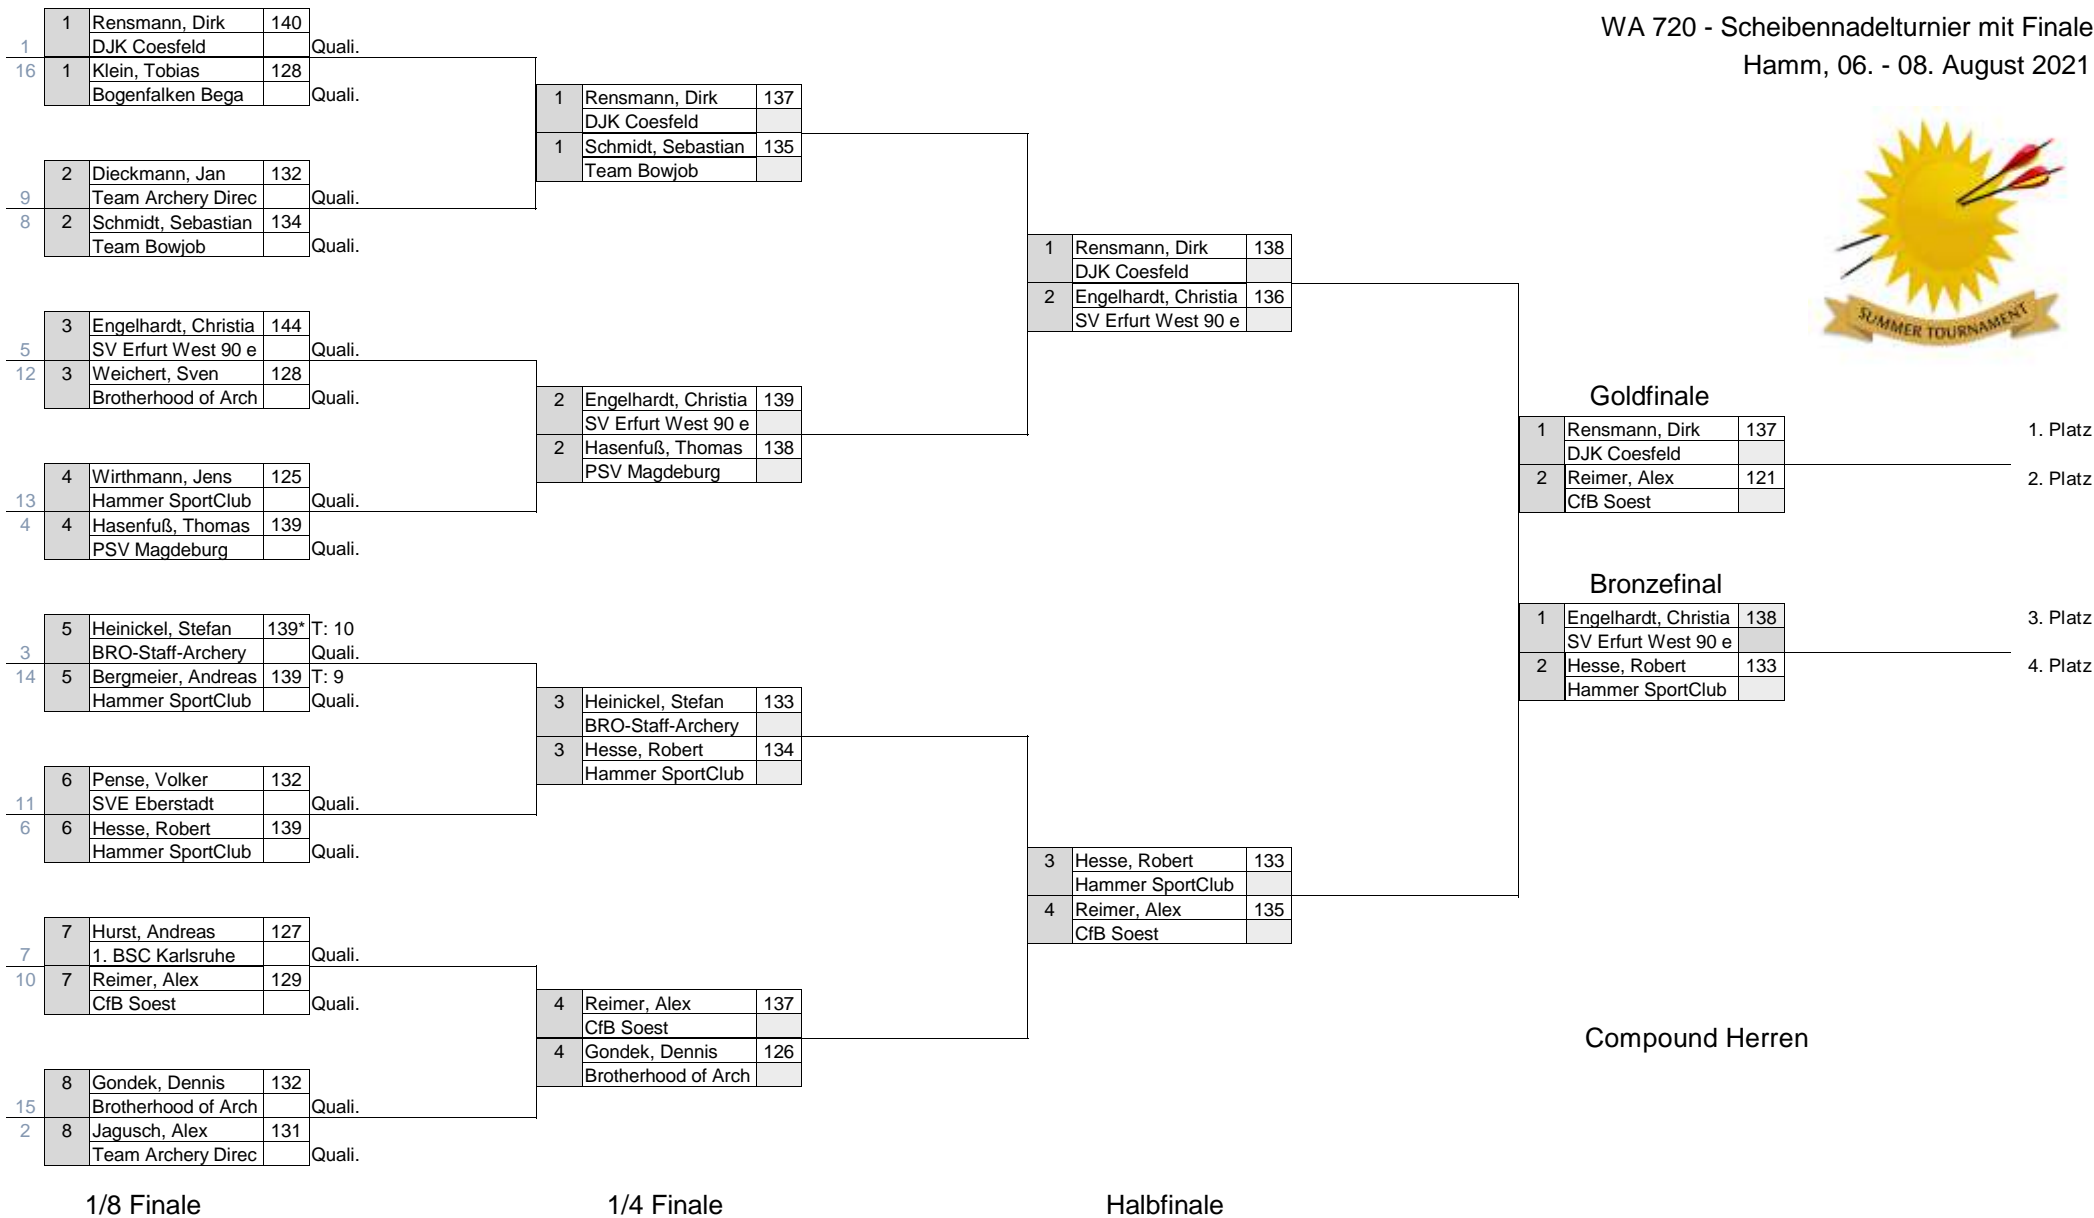 WA 720 - Scheibennadelturnier mit Finale
Hamm, 06. - 08. August 2021
SUMMER TOURNAMENT
1 Rensmann, Dirk 140
1 DJK Coesfeld Quali.
16 1 Klein, Tobias 128
Bogenfalken Bega Quali.
2 Dieckmann, Jan 132
9 Team Archery Direc Quali.
8 2 Schmidt, Sebastian 134
Team Bowjob Quali.
3 Engelhardt, Christia 144
5 SV Erfurt West 90 e Quali.
12 3 Weichert, Sven 128
Brotherhood of Arch Quali.
4 Wirthmann, Jens 125
13 Hammer SportClub Quali.
4 4 Hasenfuß, Thomas 139
PSV Magdeburg Quali.
5 Heinickel, Stefan 139* T: 10
3 BRO-Staff-Archery Quali.
14 5 Bergmeier, Andreas 139 T: 9
Hammer SportClub Quali.
6 Pense, Volker 132
11 SVE Eberstadt Quali.
6 6 Hesse, Robert 139
Hammer SportClub Quali.
7 Hurst, Andreas 127
7 1. BSC Karlsruhe Quali.
10 7 Reimer, Alex 129
CfB Soest Quali.
8 Gondek, Dennis 132
15 Brotherhood of Arch Quali.
2 8 Jagusch, Alex 131
Team Archery Direc Quali.
1/8 Finale
1 Rensmann, Dirk 137
DJK Coesfeld
1 Schmidt, Sebastian 135
Team Bowjob
2 Engelhardt, Christia 139
SV Erfurt West 90 e
2 Hasenfuß, Thomas 138
PSV Magdeburg
3 Heinickel, Stefan 133
BRO-Staff-Archery
3 Hesse, Robert 134
Hammer SportClub
4 Reimer, Alex 137
CfB Soest
4 Gondek, Dennis 126
Brotherhood of Arch
1/4 Finale
1 Rensmann, Dirk 138
DJK Coesfeld
2 Engelhardt, Christia 136
SV Erfurt West 90 e
3 Hesse, Robert 133
Hammer SportClub
4 Reimer, Alex 135
CfB Soest
Halbfinale
Goldfinale
1 Rensmann, Dirk 137 1. Platz
DJK Coesfeld
2 Reimer, Alex 121 2. Platz
CfB Soest
Bronzefinal
1 Engelhardt, Christia 138 3. Platz
SV Erfurt West 90 e
2 Hesse, Robert 133 4. Platz
Hammer SportClub
Compound Herren